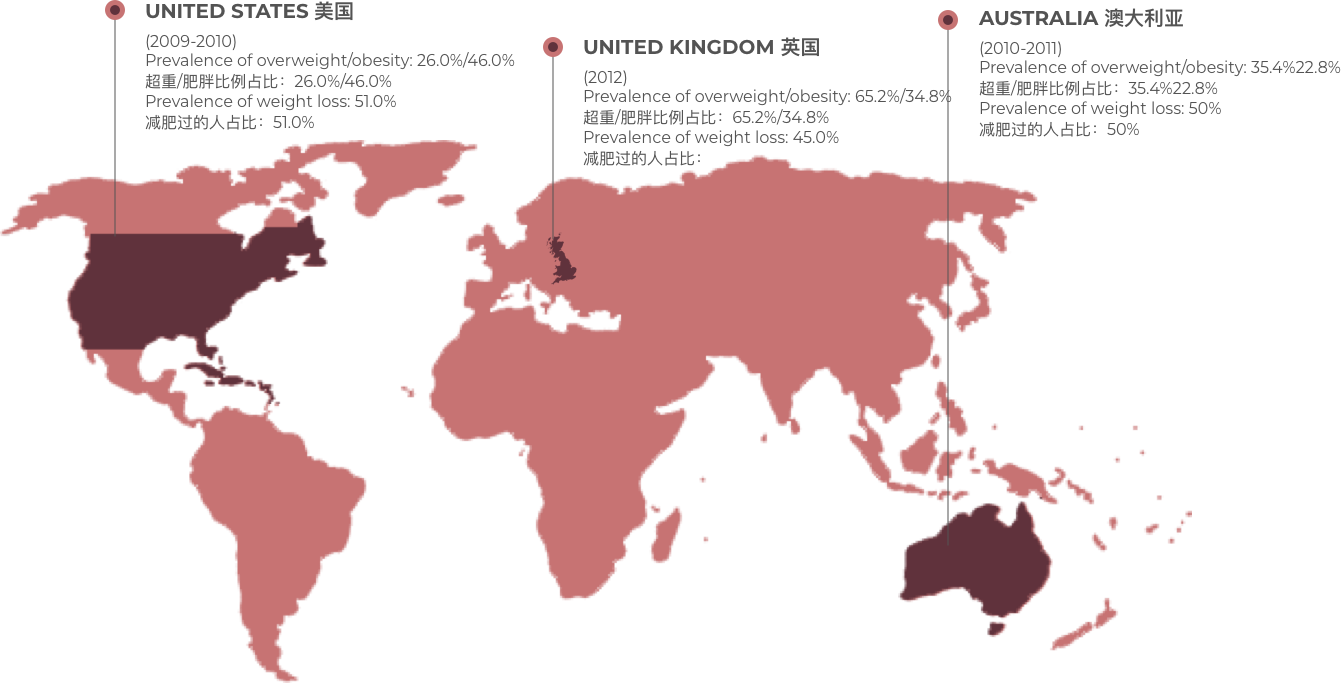 UNITED STATES 美国
(2009-2010)
Prevalence of overweight/obesity: 26.0%/46.0%
超重/肥胖比例占比：26.0%/46.0%
Prevalence of weight loss: 51.0%
减肥过的人占比：51.0%
UNITED KINGDOM 英国
(2012)
Prevalence of overweight/obesity: 65.2%/34.8%
超重/肥胖比例占比：65.2%/34.8%
Prevalence of weight loss: 45.0%
减肥过的人占比：
AUSTRALIA 澳大利亚
(2010-2011)
Prevalence of overweight/obesity: 35.4%22.8%
超重/肥胖比例占比：35.4%22.8%
Prevalence of weight loss: 50%
减肥过的人占比：50%